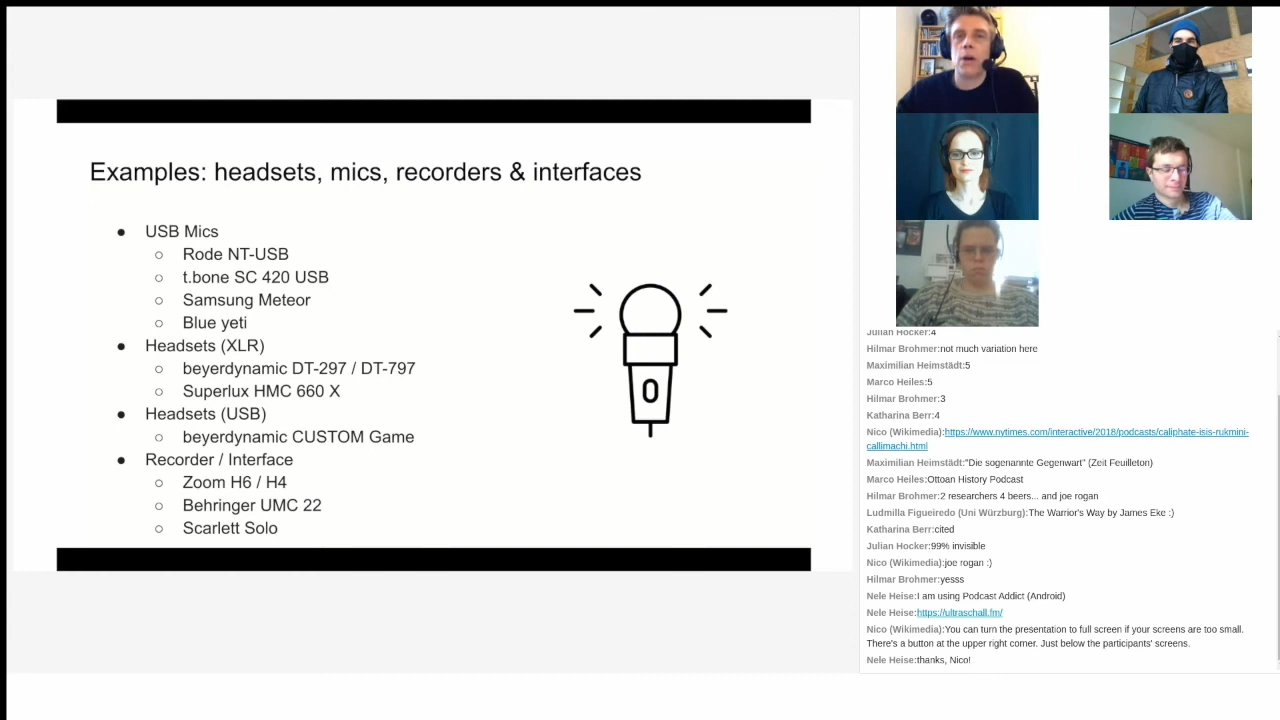 Examples: headsets, mics, recorders & interfaces
● USB Mics
○ Rode NT-USB
○ t.bone SC 420 USB
○ Samsung Meteor
○ Blue yeti
● Headsets (XLR)
○ beyerdynamic DT-297 / DT-797
○ Superlux HMC 660 X
● Headsets (USB)
○ beyerdynamic CUSTOM Game
● Recorder / Interface
○ Zoom H6 / H4
○ Behringer UMC 22
○ Scarlett Solo
Julian Hocker:4
Hilmar Brohmer:not much variation here
Maximilian Heimstädt:5
Marco Heiles:5
Hilmar Brohmer:3
Katharina Berr:4
Nico (Wikimedia):https://www.nytimes.com/interactive/2018/podcasts/caliphate-isis-rukmini-
callimachi.html
Maximilian Heimstädt:"Die sogenannte Gegenwart" (Zeit Feuilleton)
Marco Heiles:Ottoan History Podcast
Hilmar Brohmer:2 researchers 4 beers... and joe rogan
Ludmilla Figueiredo (Uni Würzburg):The Warrior's Way by James Eke :)
Katharina Berr:cited
Julian Hocker:99% invisible
Nico (Wikimedia):joe rogan :)
Hilmar Brohmer:yesss
Nele Heise:I am using Podcast Addict (Android)
Nele Heise:https://ultraschall.fm/
Nico (Wikimedia):You can turn the presentation to full screen if your screens are too small.
There's a button at the upper right corner. Just below the participants' screens.
Nele Heise:thanks, Nico!